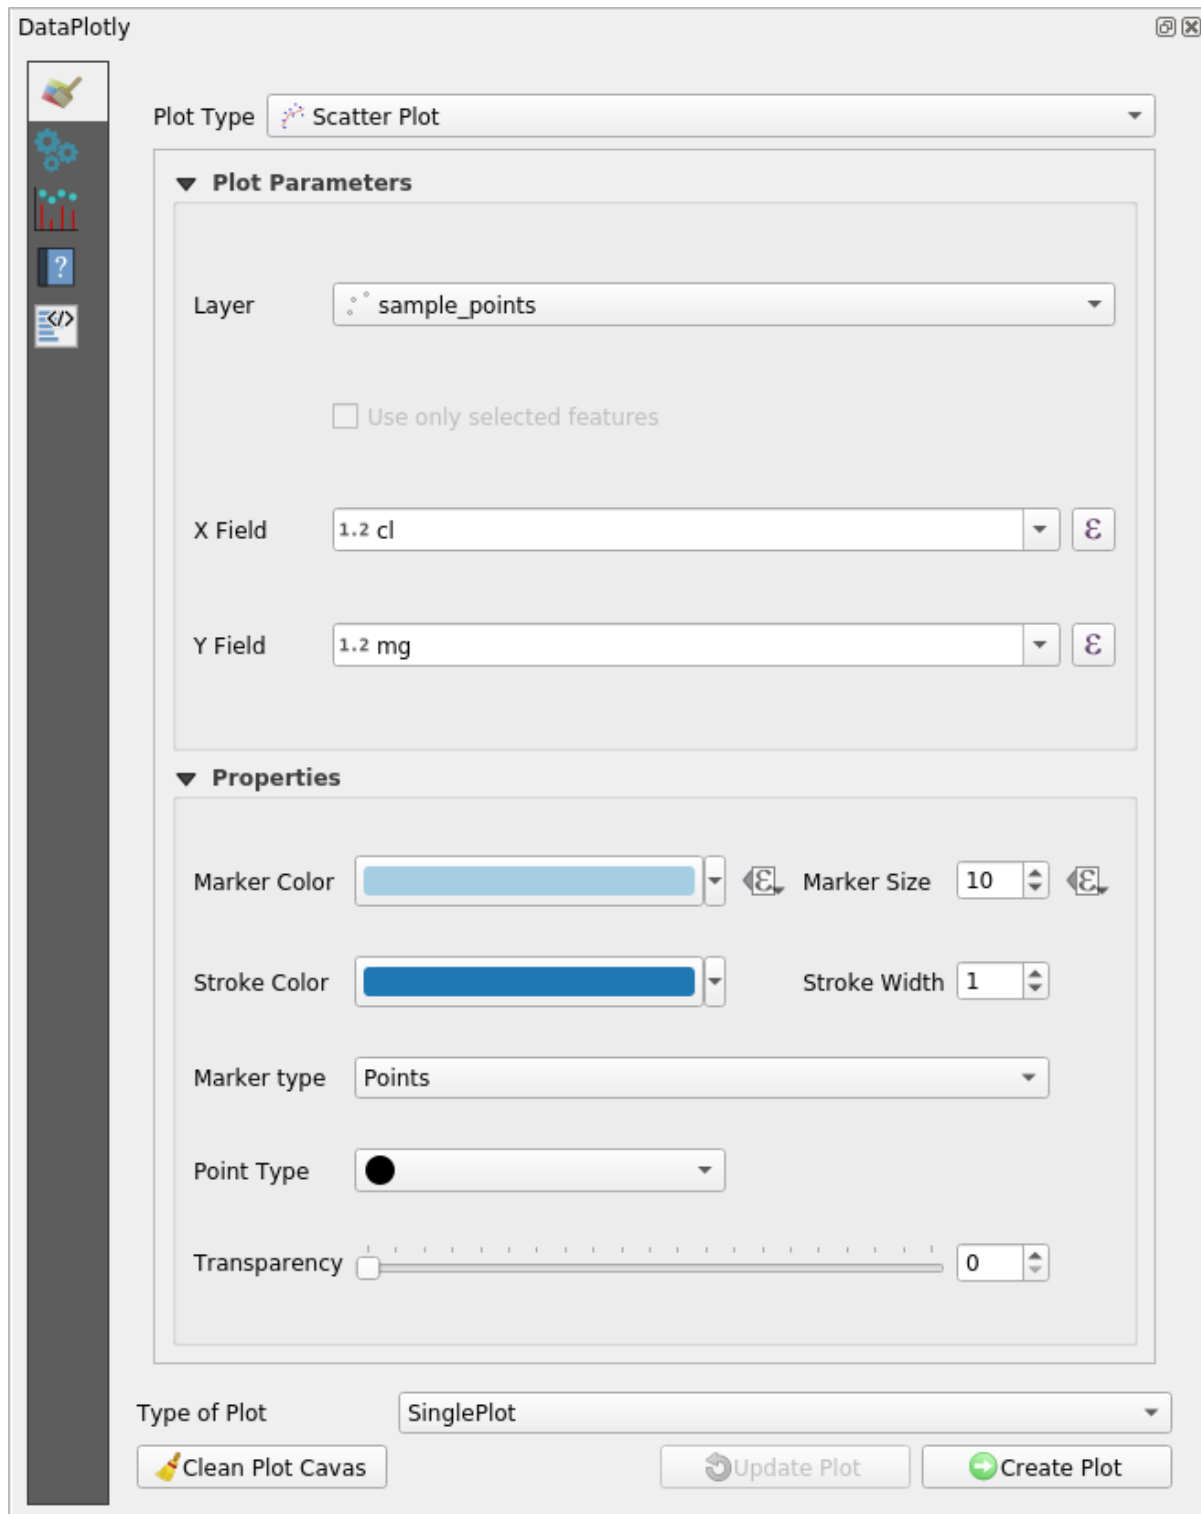 DataPlotly
Plot Type Scatter Plot
Plot Parameters
Layer sample_points
Use only selected features
X Field 1.2 cl ε
Y Field 1.2 mg ε
Properties
Marker Color ε Marker Size 10 ε
Stroke Color Stroke Width 1
Marker type Points
Point Type
Transparency 0
Type of Plot SinglePlot
Clean Plot Cavas Update Plot Create Plot